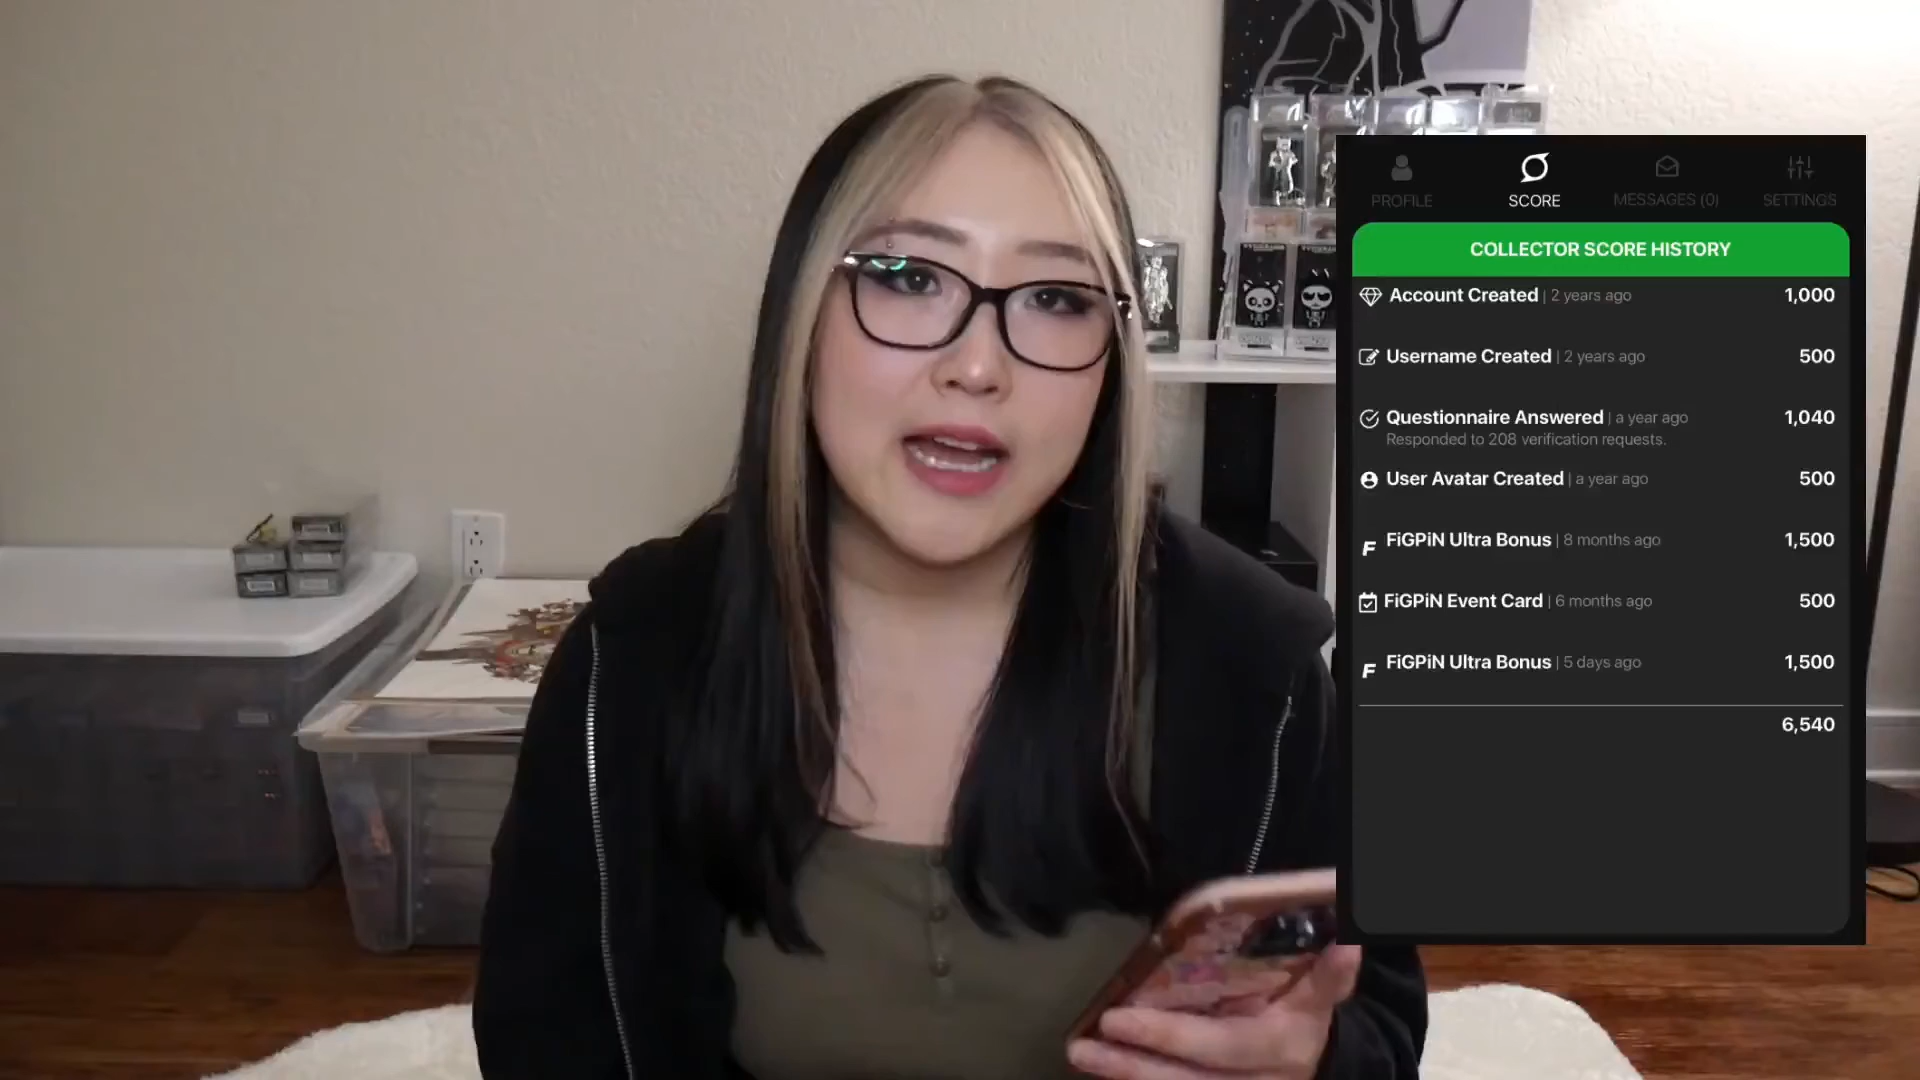 PROFILE
SCORE
MESSAGES (0)
SETTINGS
COLLECTOR SCORE HISTORY
Account Created | 2 years ago 1,000
Username Created | 2 years ago 500
Questionnaire Answered | a year ago 1,040
Responded to 208 verification requests.
User Avatar Created | a year ago 500
FiGPiN Ultra Bonus | 8 months ago 1,500
FiGPiN Event Card | 6 months ago 500
FiGPiN Ultra Bonus | 5 days ago 1,500
6,540